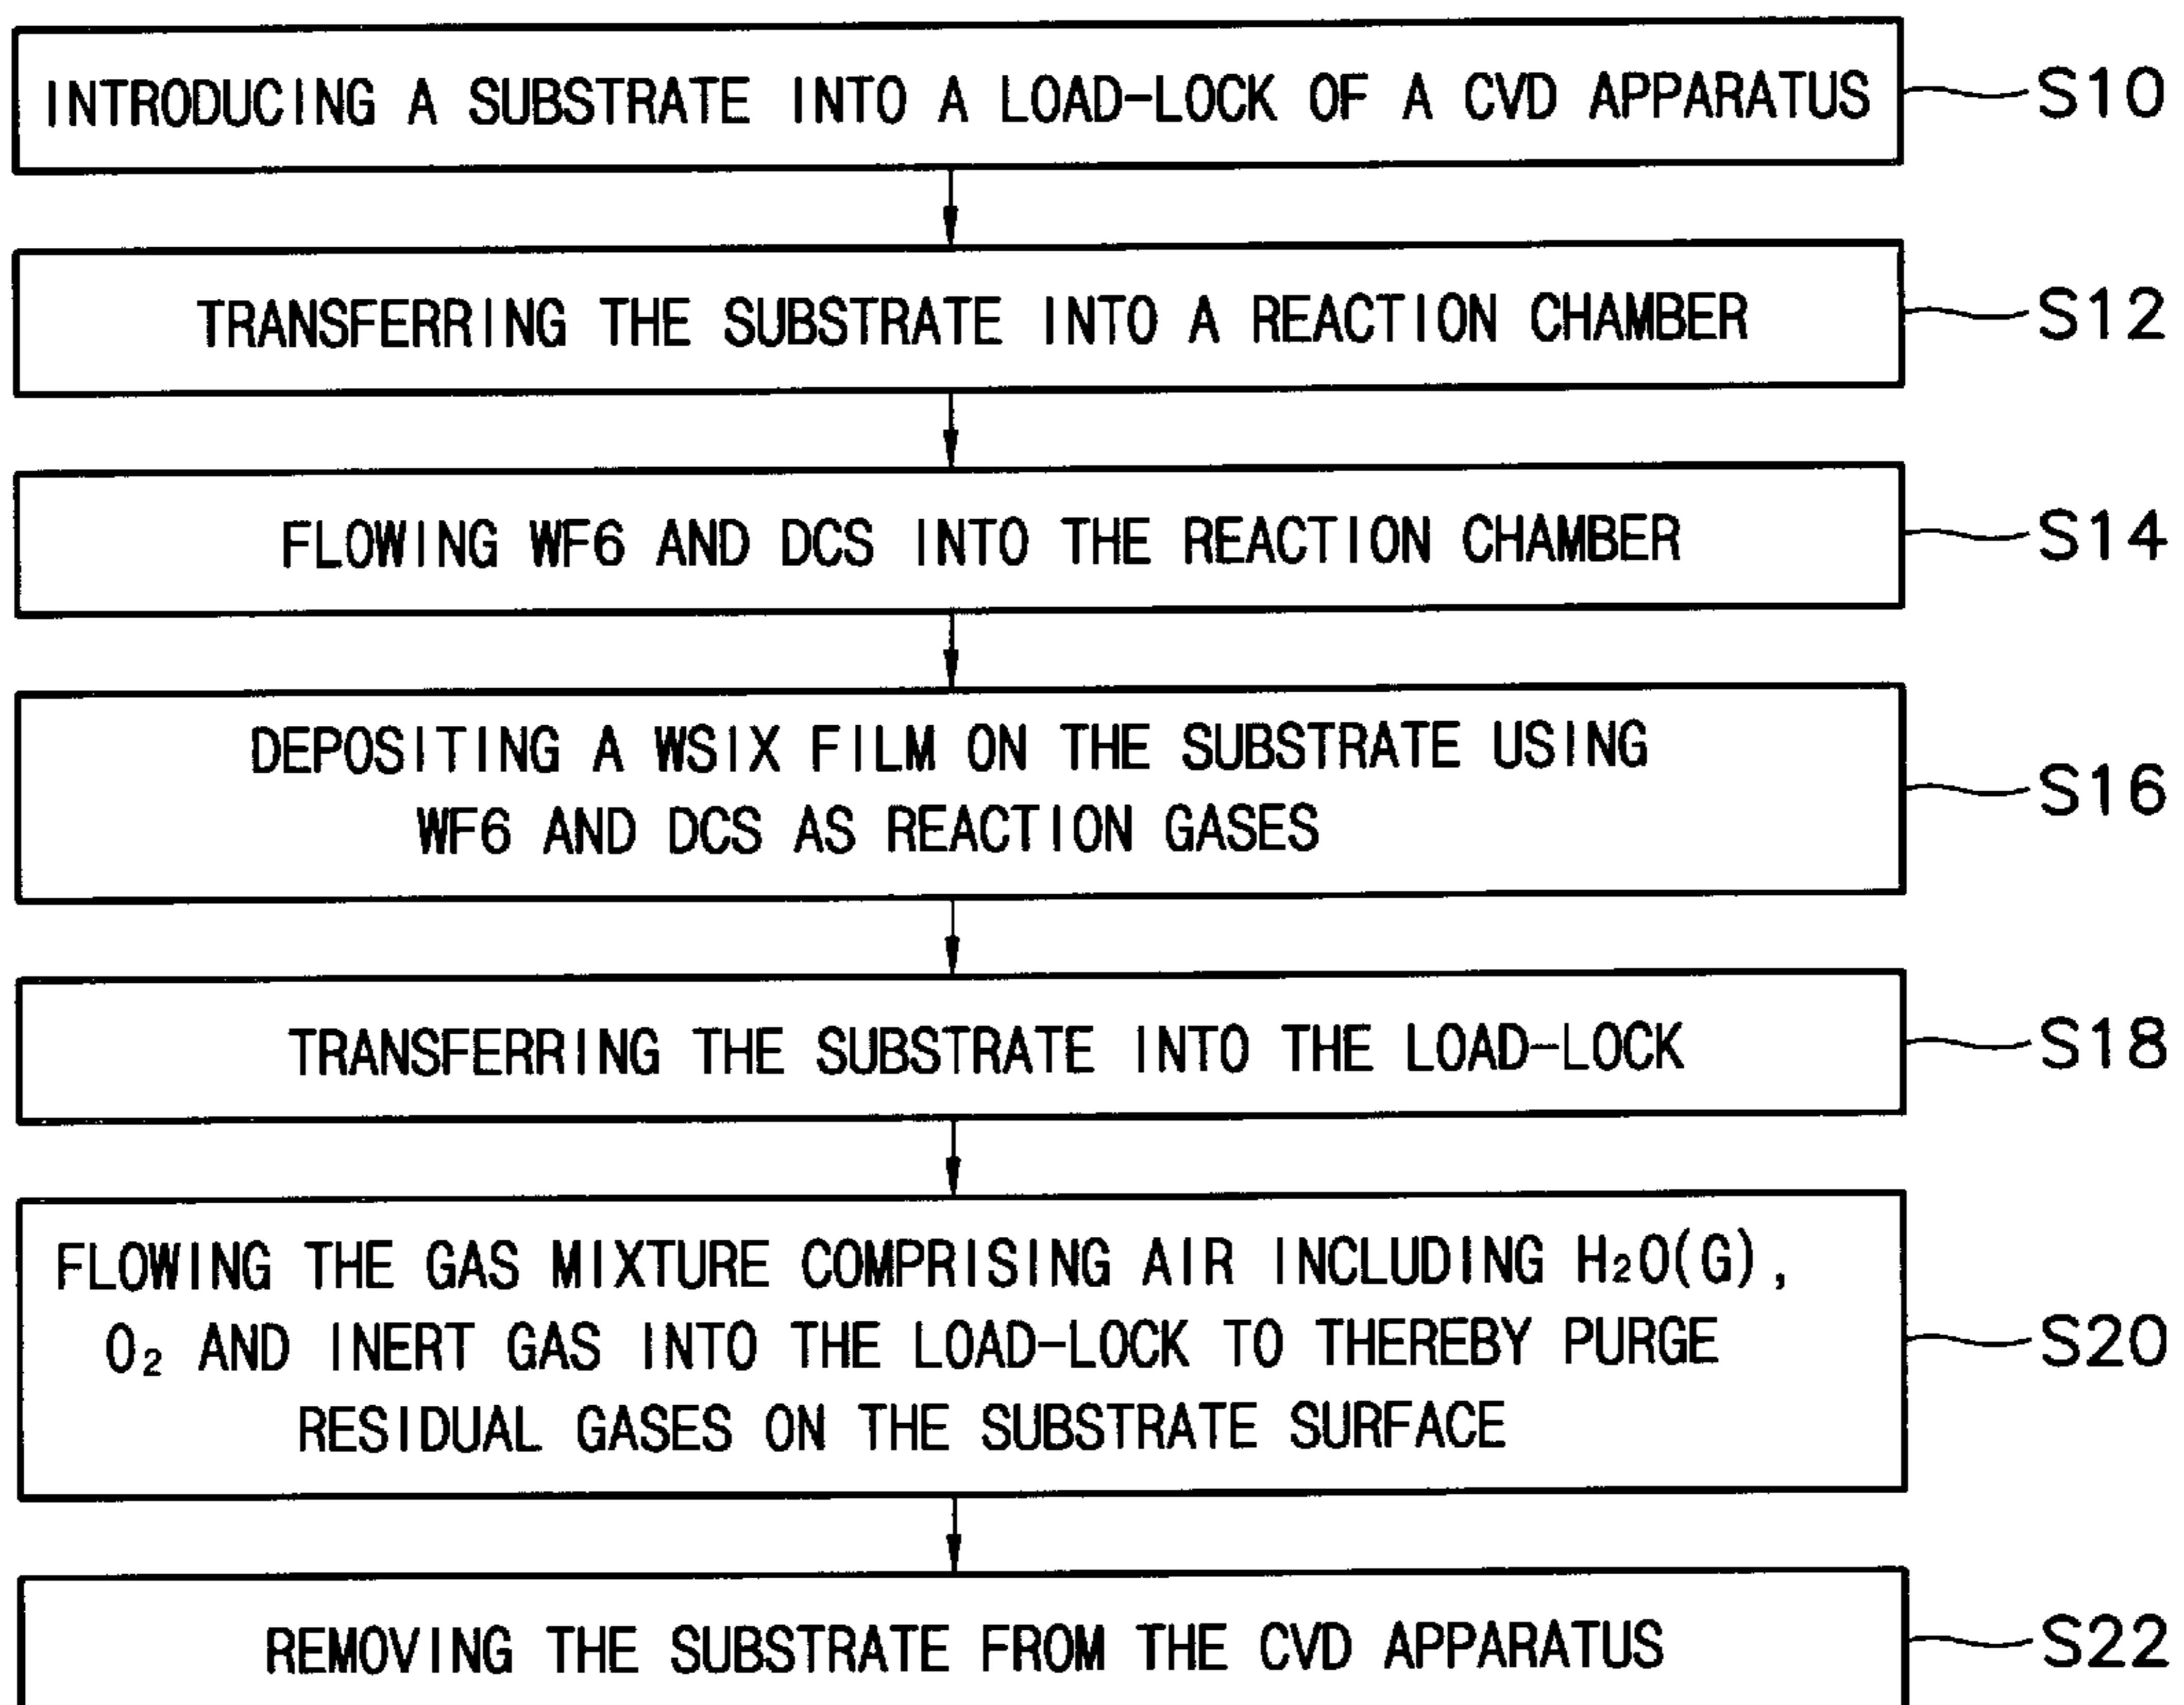 INTRODUCING A SUBSTRATE INTO A LOAD-LOCK OF A CVD APPARATUS
S10
TRANSFERRING THE SUBSTRATE INTO A REACTION CHAMBER
S12
FLOWING WF6 AND DCS INTO THE REACTION CHAMBER
S14
DEPOSITING A WSIX FILM ON THE SUBSTRATE USING
WF6 AND DCS AS REACTION GASES
S16
TRANSFERRING THE SUBSTRATE INTO THE LOAD-LOCK
S18
FLOWING THE GAS MIXTURE COMPRISING AIR INCLUDING H₂O(G),
O₂ AND INERT GAS INTO THE LOAD-LOCK TO THEREBY PURGE
RESIDUAL GASES ON THE SUBSTRATE SURFACE
S20
REMOVING THE SUBSTRATE FROM THE CVD APPARATUS
S22